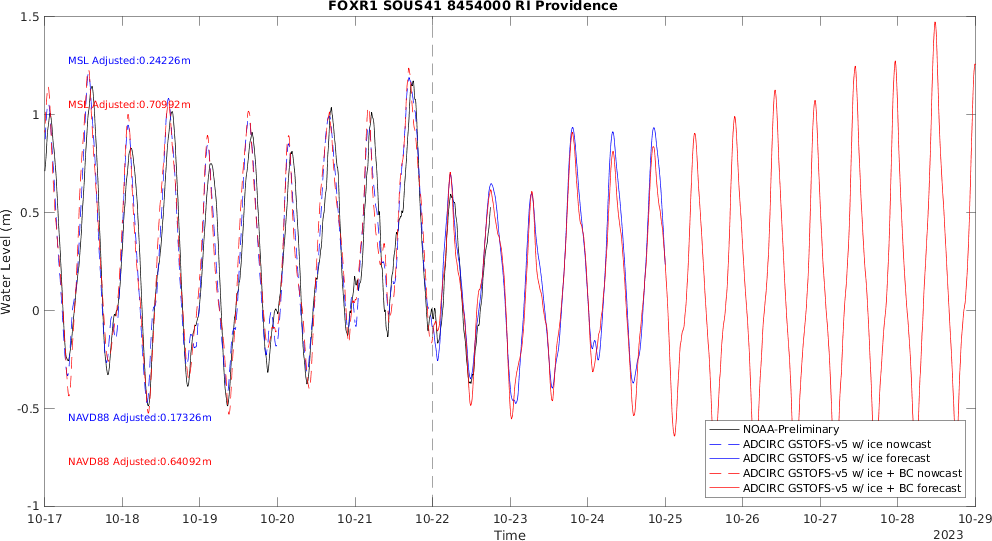 FOXR1 SOUS41 8454000 RI Providence
1.5
1
0.5
0
-0.5
-1
Water Level (m)
MSL Adjusted:0.24226m
MSL Adjusted:0.70992m
NAVD88 Adjusted:0.17326m
NAVD88 Adjusted:0.64092m
NOAA-Preliminary
ADCIRC GSTOFS-v5 w/ ice nowcast
ADCIRC GSTOFS-v5 w/ ice forecast
ADCIRC GSTOFS-v5 w/ ice + BC nowcast
ADCIRC GSTOFS-v5 w/ ice + BC forecast
10-17 10-18 10-19 10-20 10-21 10-22 10-23 10-24 10-25 10-26 10-27 10-28 10-29
Time
2023